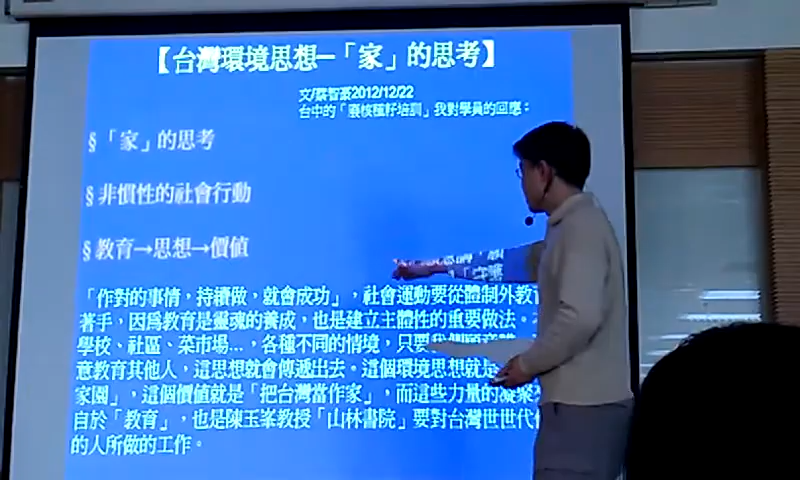 【台灣環境思想—「家」的思考】
文/蔡智豪2012/12/22
台中的「廢核種籽培訓」我對學員的回應：
§「家」的思考
§非慣性的社會行動
§教育→思想→價值
「作對的事情，持續做，就會成功」，社會運動要從體制外教育
著手，因為教育是靈魂的養成，也是建立主體性的重要做法。
學校、社區、菜市場...，各種不同的情境，只要
意教育其他人，這思想就會傳遞出去。這個環境思想就是
家園」，這個價值就是「把台灣當作家」，而這些力量的凝聚
自於「教育」，也是陳玉峯教授「山林書院」要對台灣世世代
的人所做的工作。